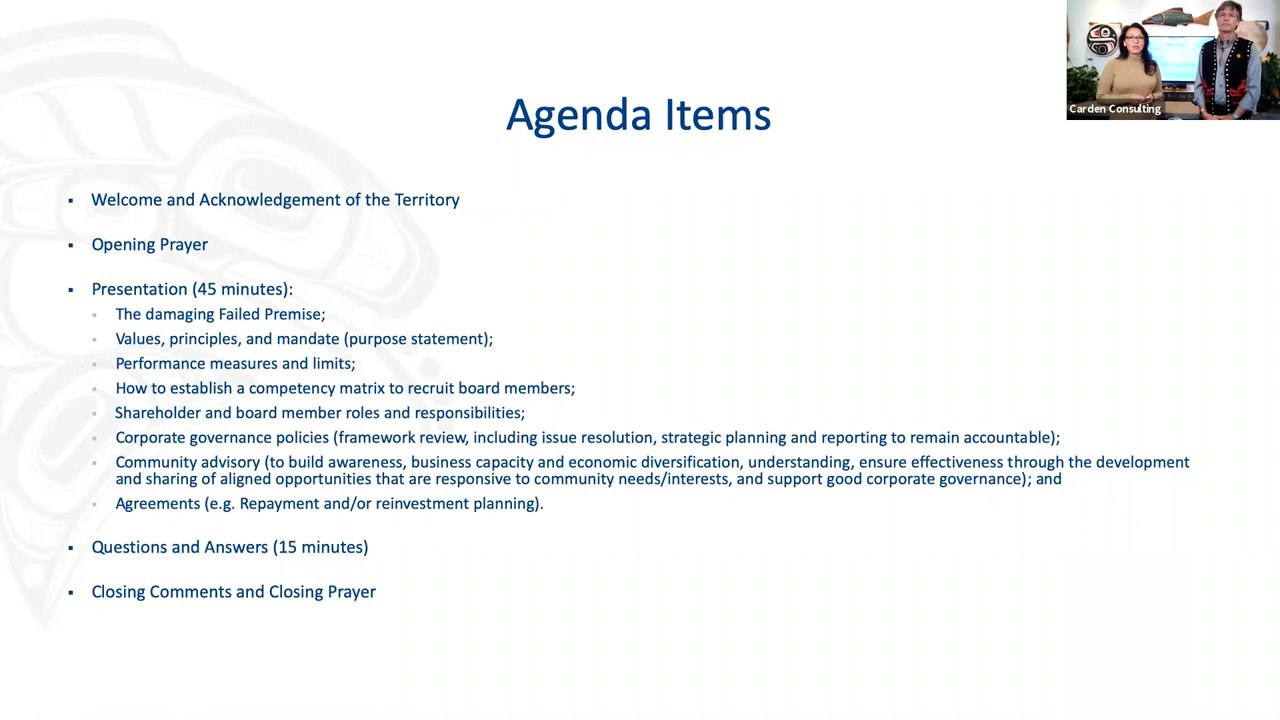 Agenda Items
Carden Consulting
▪ Welcome and Acknowledgement of the Territory
▪ Opening Prayer
▪ Presentation (45 minutes):
▪ The damaging Failed Premise;
▪ Values, principles, and mandate (purpose statement);
▪ Performance measures and limits;
▪ How to establish a competency matrix to recruit board members;
▪ Shareholder and board member roles and responsibilities;
▪ Corporate governance policies (framework review, including issue resolution, strategic planning and reporting to remain accountable);
▪ Community advisory (to build awareness, business capacity and economic diversification, understanding, ensure effectiveness through the development
and sharing of aligned opportunities that are responsive to community needs/interests, and support good corporate governance); and
▪ Agreements (e.g. Repayment and/or reinvestment planning).
▪ Questions and Answers (15 minutes)
▪ Closing Comments and Closing Prayer